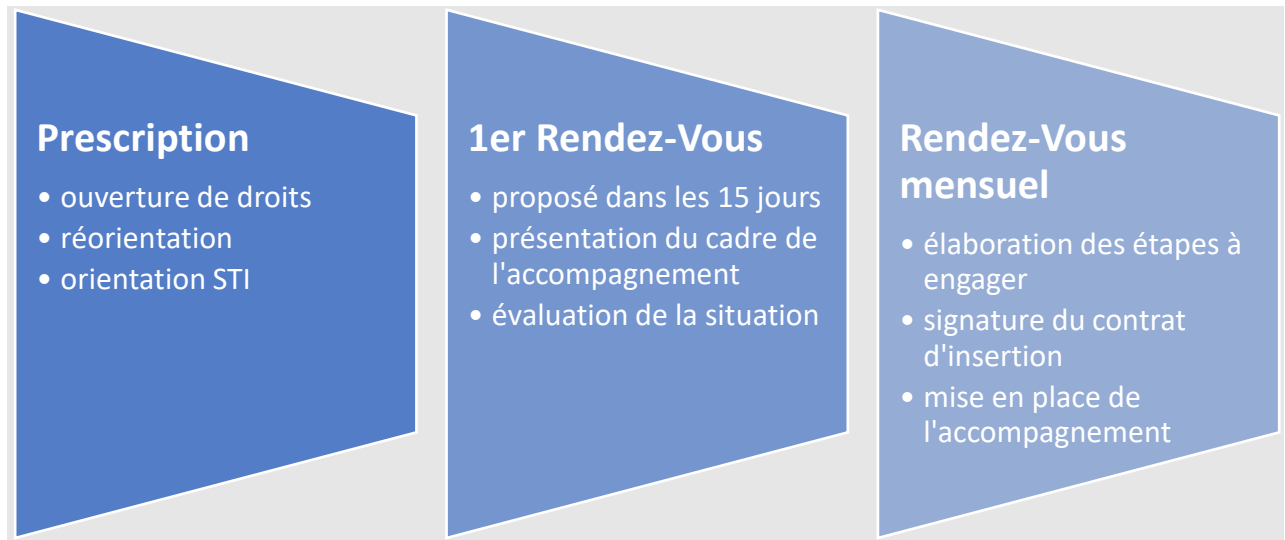 Prescription
• ouverture de droits
• réorientation
• orientation STI
1er Rendez-Vous
• proposé dans les 15 jours
• présentation du cadre de
l'accompagnement
• évaluation de la situation
Rendez-Vous
mensuel
• élaboration des étapes à
engager
• signature du contrat
d'insertion
• mise en place de
l'accompagnement